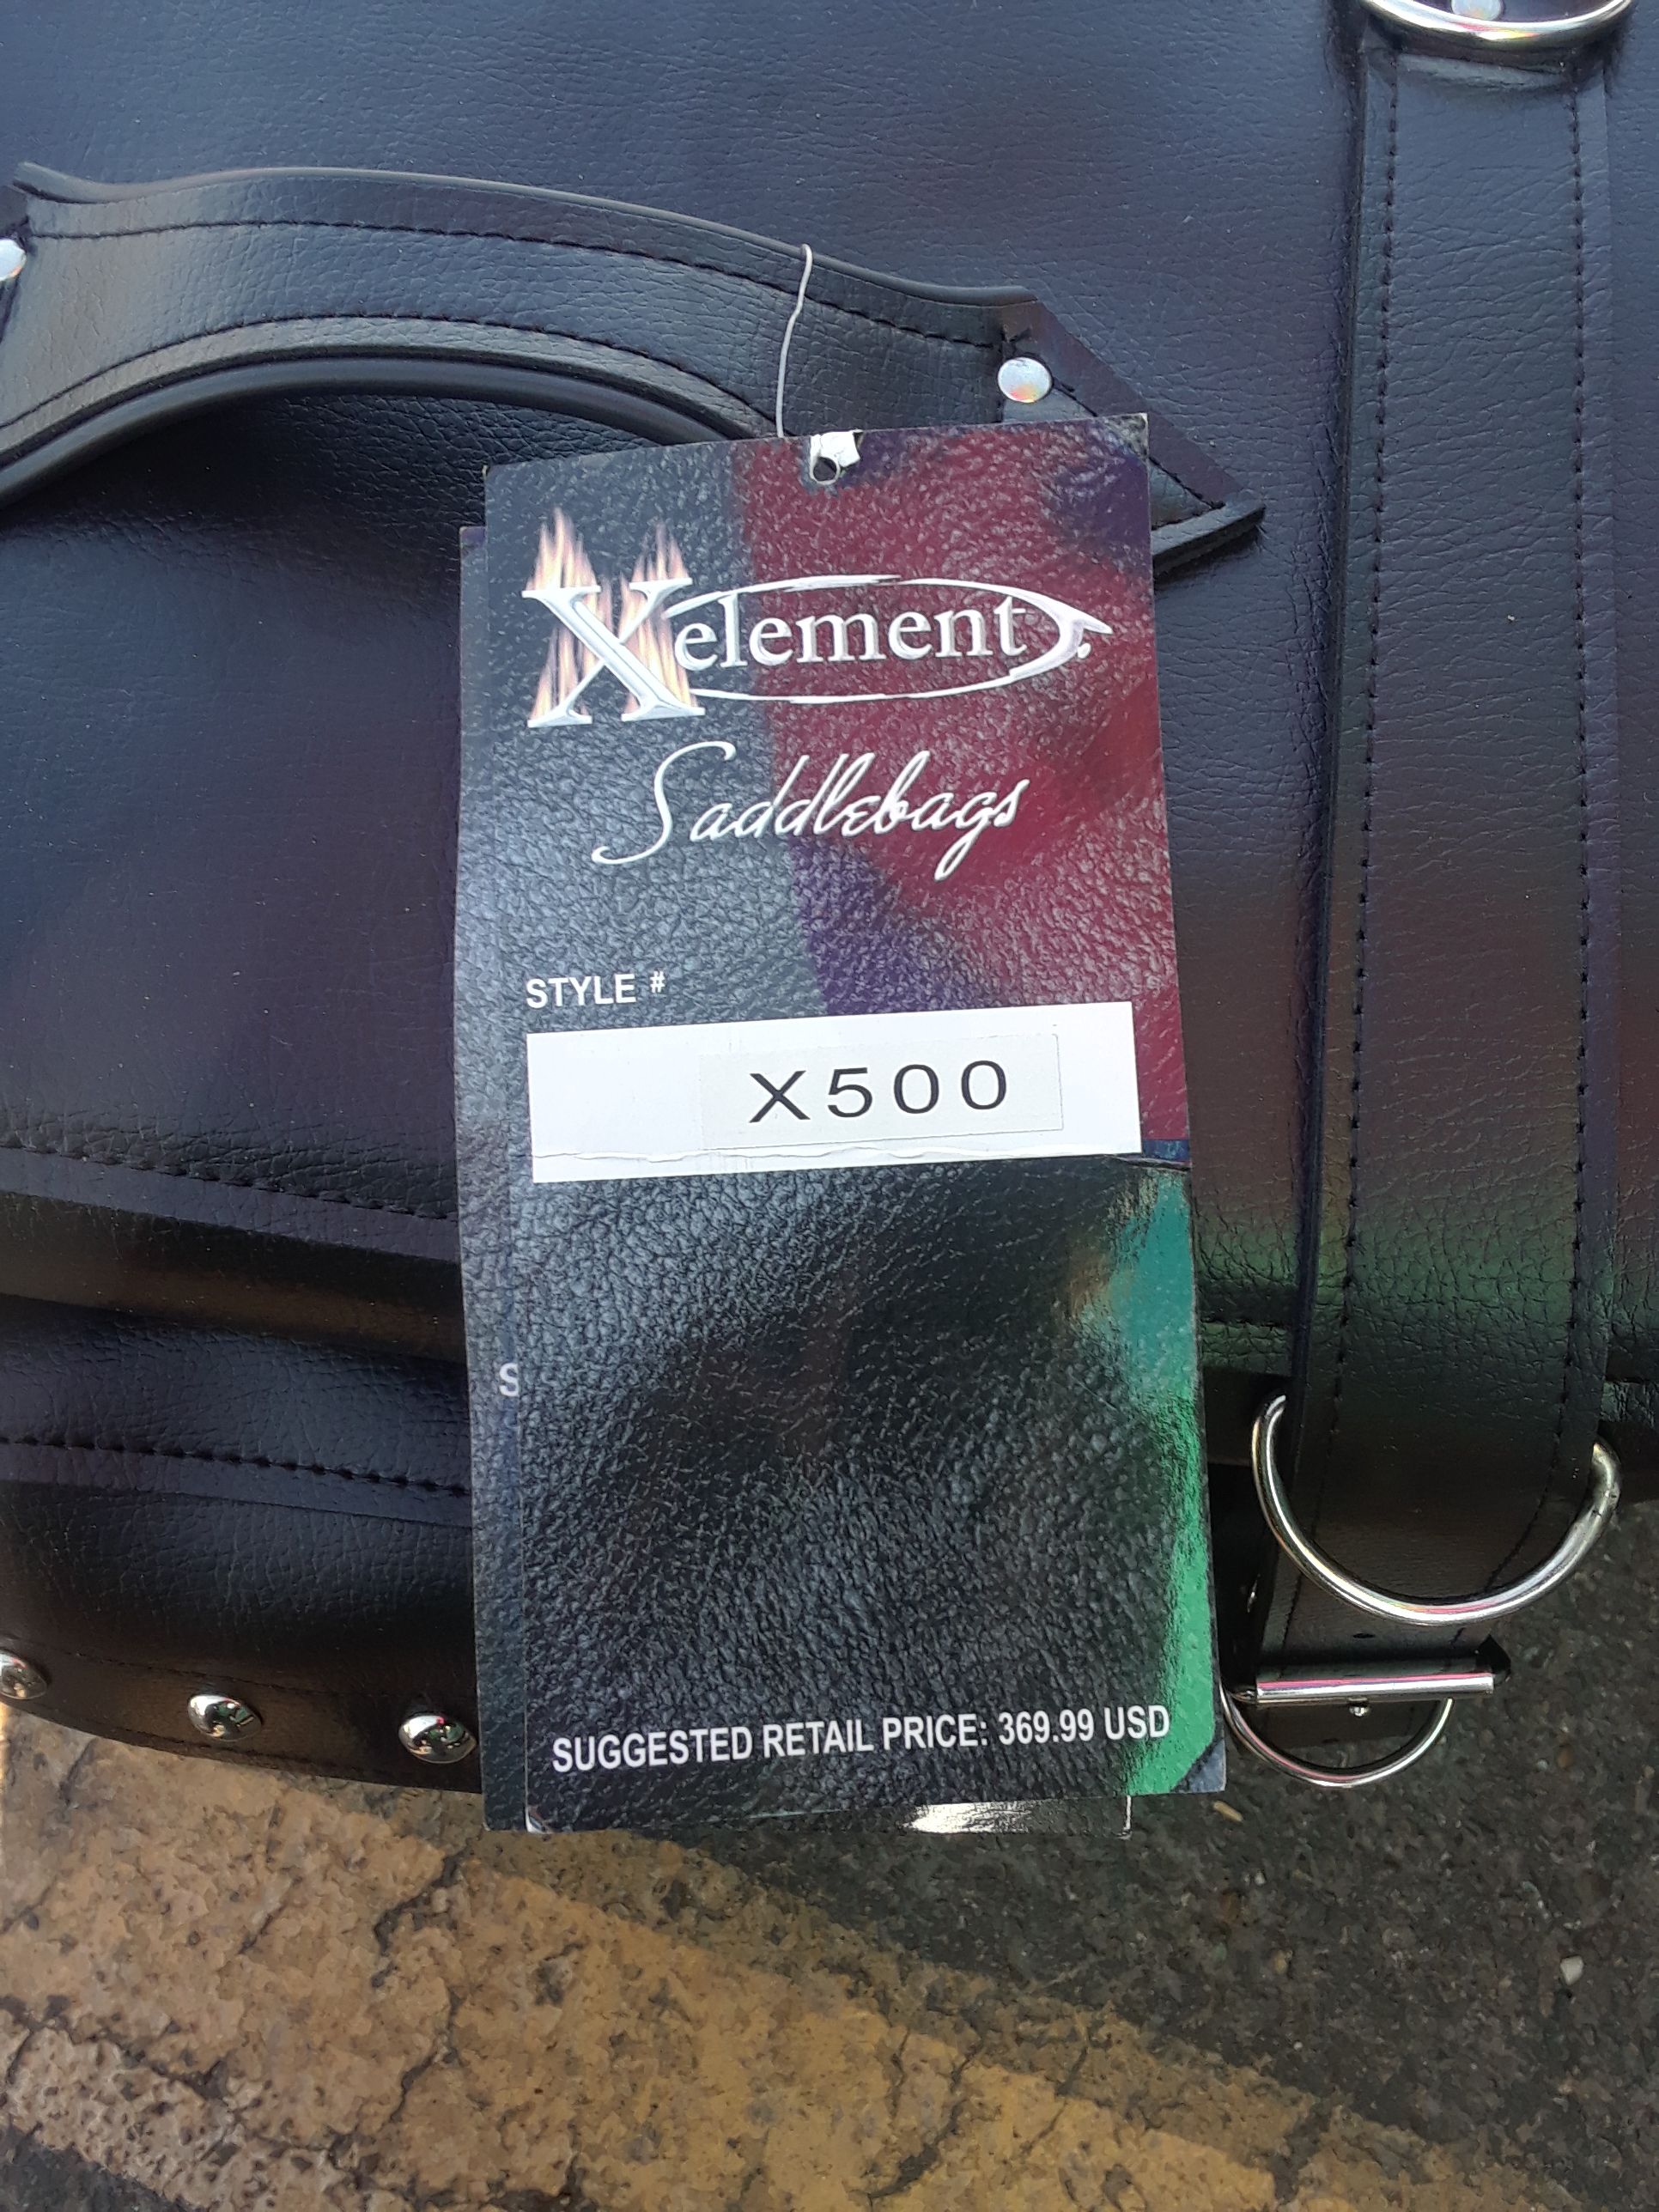 Xelement
Saddlebags
STYLE #
X500
S
SUGGESTED RETAIL PRICE: 369.99 USD